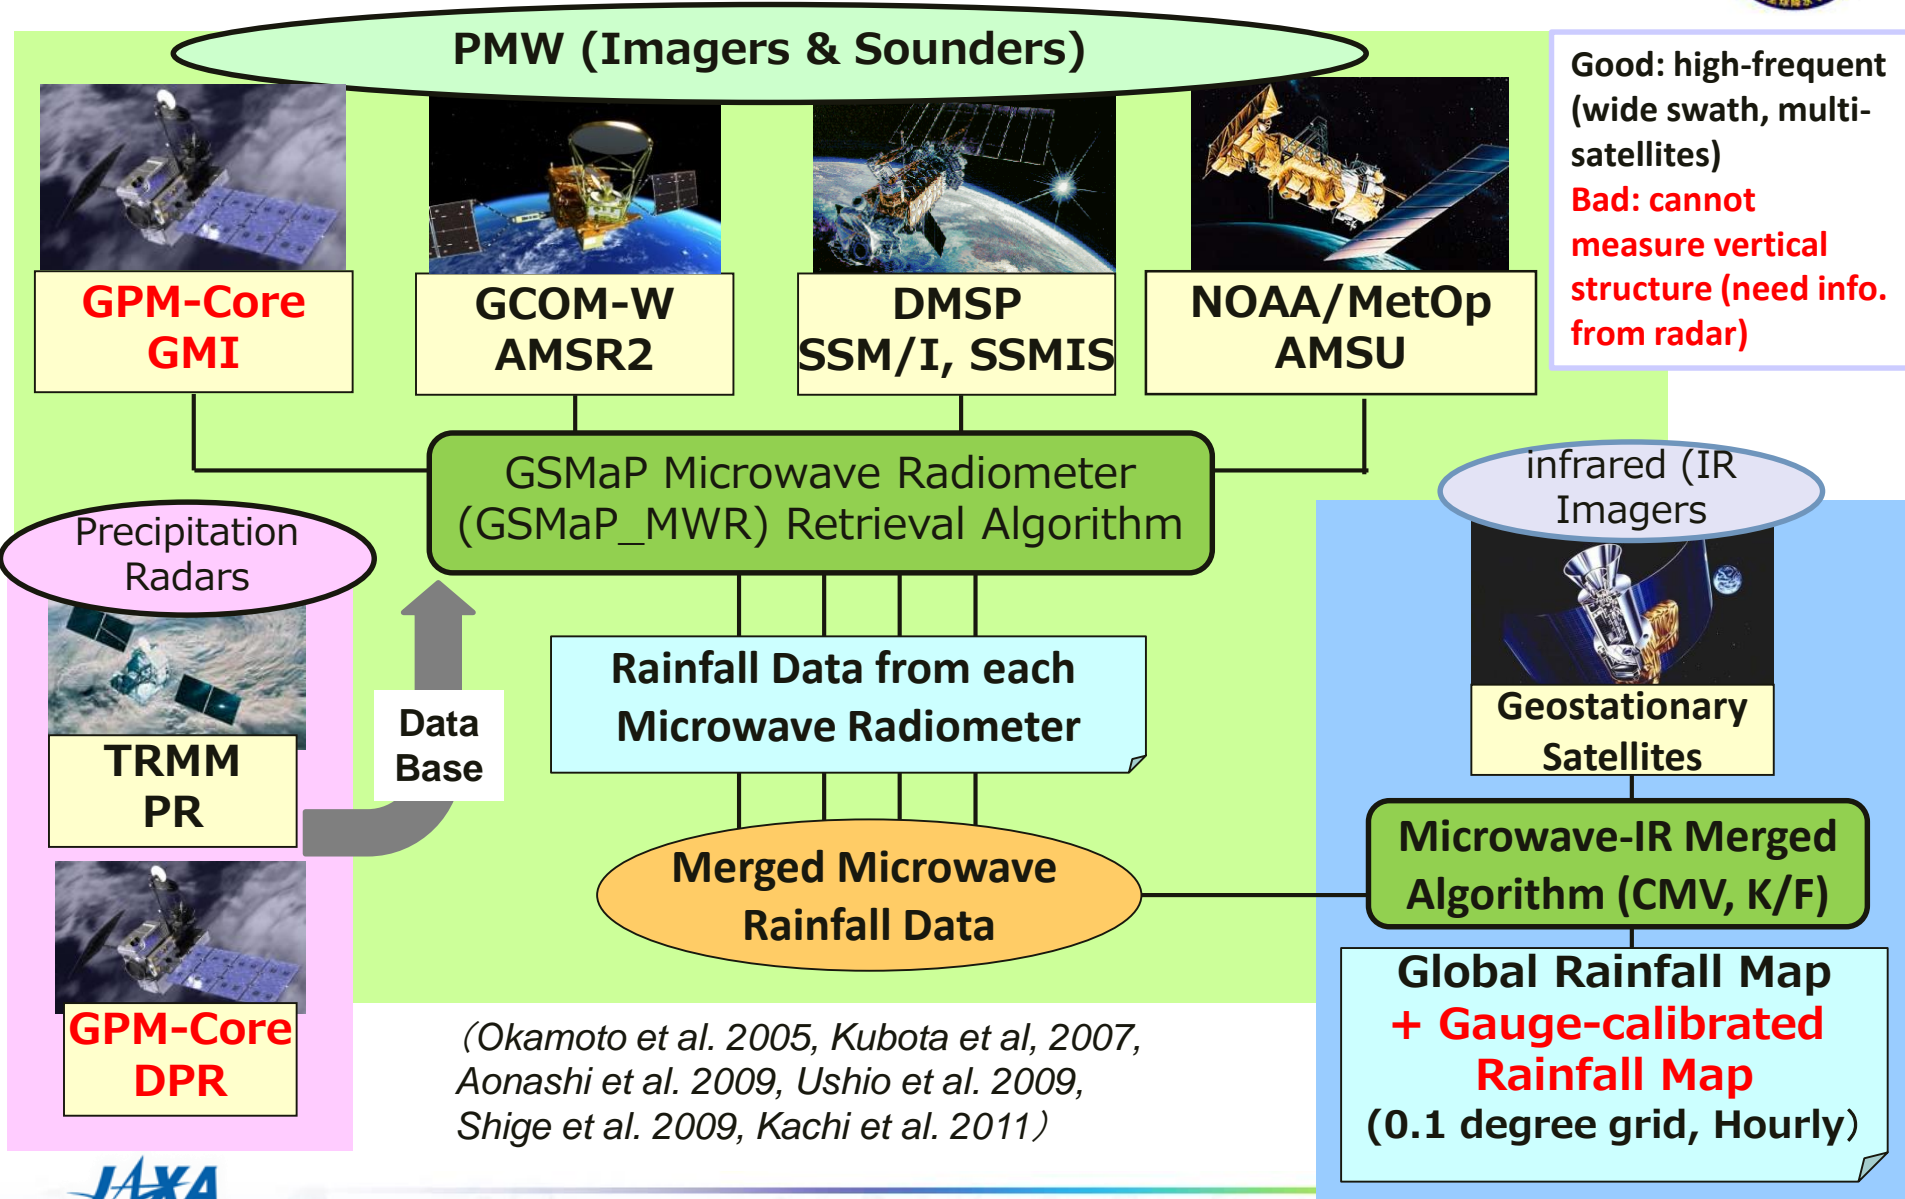 PMW (Imagers & Sounders)
Good: high-frequent
(wide swath, multi-
satellites)
Bad: cannot
measure vertical
structure (need info.
from radar)
GPM-Core
GMI
GCOM-W
AMSR2
DMSP
SSM/I, SSMIS
NOAA/MetOp
AMSU
GSMaP Microwave Radiometer
(GSMaP_MWR) Retrieval Algorithm
infrared (IR
Imagers
Precipitation
Radars
Rainfall Data from each
Microwave Radiometer
Data
Base
TRMM
PR
Geostationary
Satellites
Microwave-IR Merged
Algorithm (CMV, K/F)
Merged Microwave
Rainfall Data
GPM-Core
DPR
Global Rainfall Map
+ Gauge-calibrated
Rainfall Map
(0.1 degree grid, Hourly）
（Okamoto et al. 2005, Kubota et al, 2007,
Aonashi et al. 2009, Ushio et al. 2009,
Shige et al. 2009, Kachi et al. 2011）
JAXA